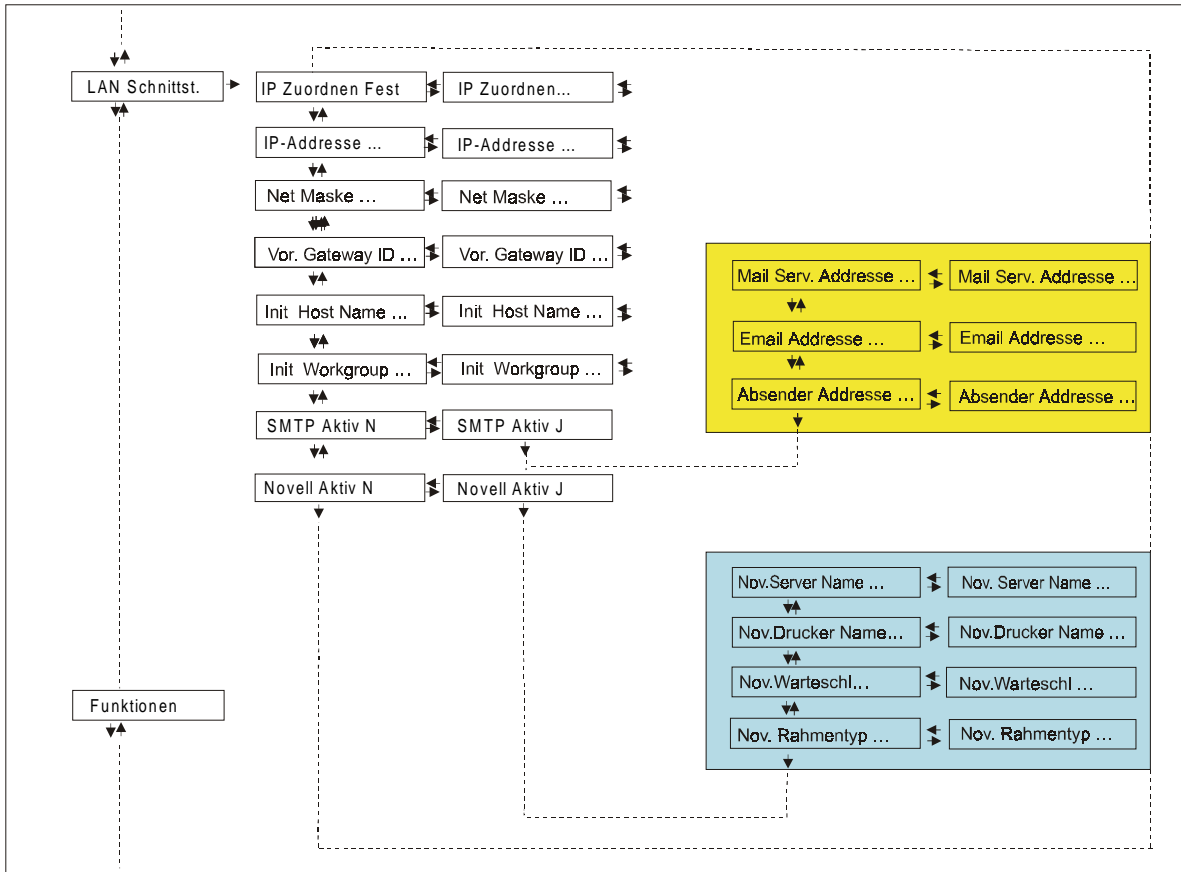 LAN Schnittst.
IP Zuordnen Fest
IP Zuordnen...
IP-Addresse ...
IP-Addresse ...
Net Maske ...
Net Maske ...
Vor. Gateway ID ...
Vor. Gateway ID ...
Init Host Name ...
Init Host Name ...
Init Workgroup ...
Init Workgroup ...
SMTP Aktiv N
SMTP Aktiv J
Novell Aktiv N
Novell Aktiv J
Mail Serv. Addresse ...
Mail Serv. Addresse ...
Email Addresse ...
Email Addresse ...
Absender Addresse ...
Absender Addresse ...
Nov.Server Name ...
Nov. Server Name ...
Nov.Drucker Name...
Nov.Drucker Name ...
Nov.Warteschl...
Nov.Warteschl ...
Nov. Rahmentyp ...
Nov. Rahmentyp ...
Funktionen